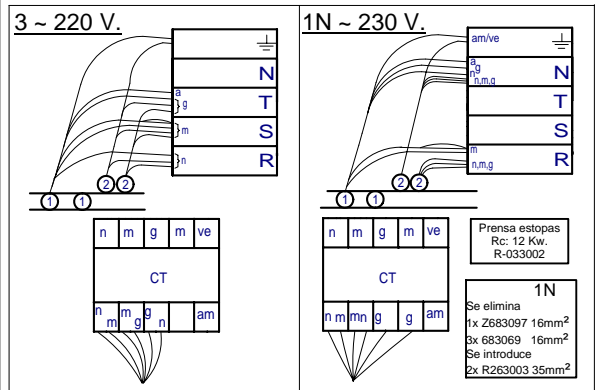 3 ~ 220 V.
N
a
T
g
S
m
n
R
2 2
1 1
n m g m ve
CT
n m m g g n am
1N ~ 230 V.
am/ve
a
g
n
N
n,m,g
T
S
m
n,m,g
R
2 2
1 1
n m g m ve
CT
n m mn g g am
Prensa estopas
Rc: 12 Kw.
R-033002
1N
Se elimina
1x Z683097 16mm²
3x 683069 16mm²
Se introduce
2x R263003 35mm²